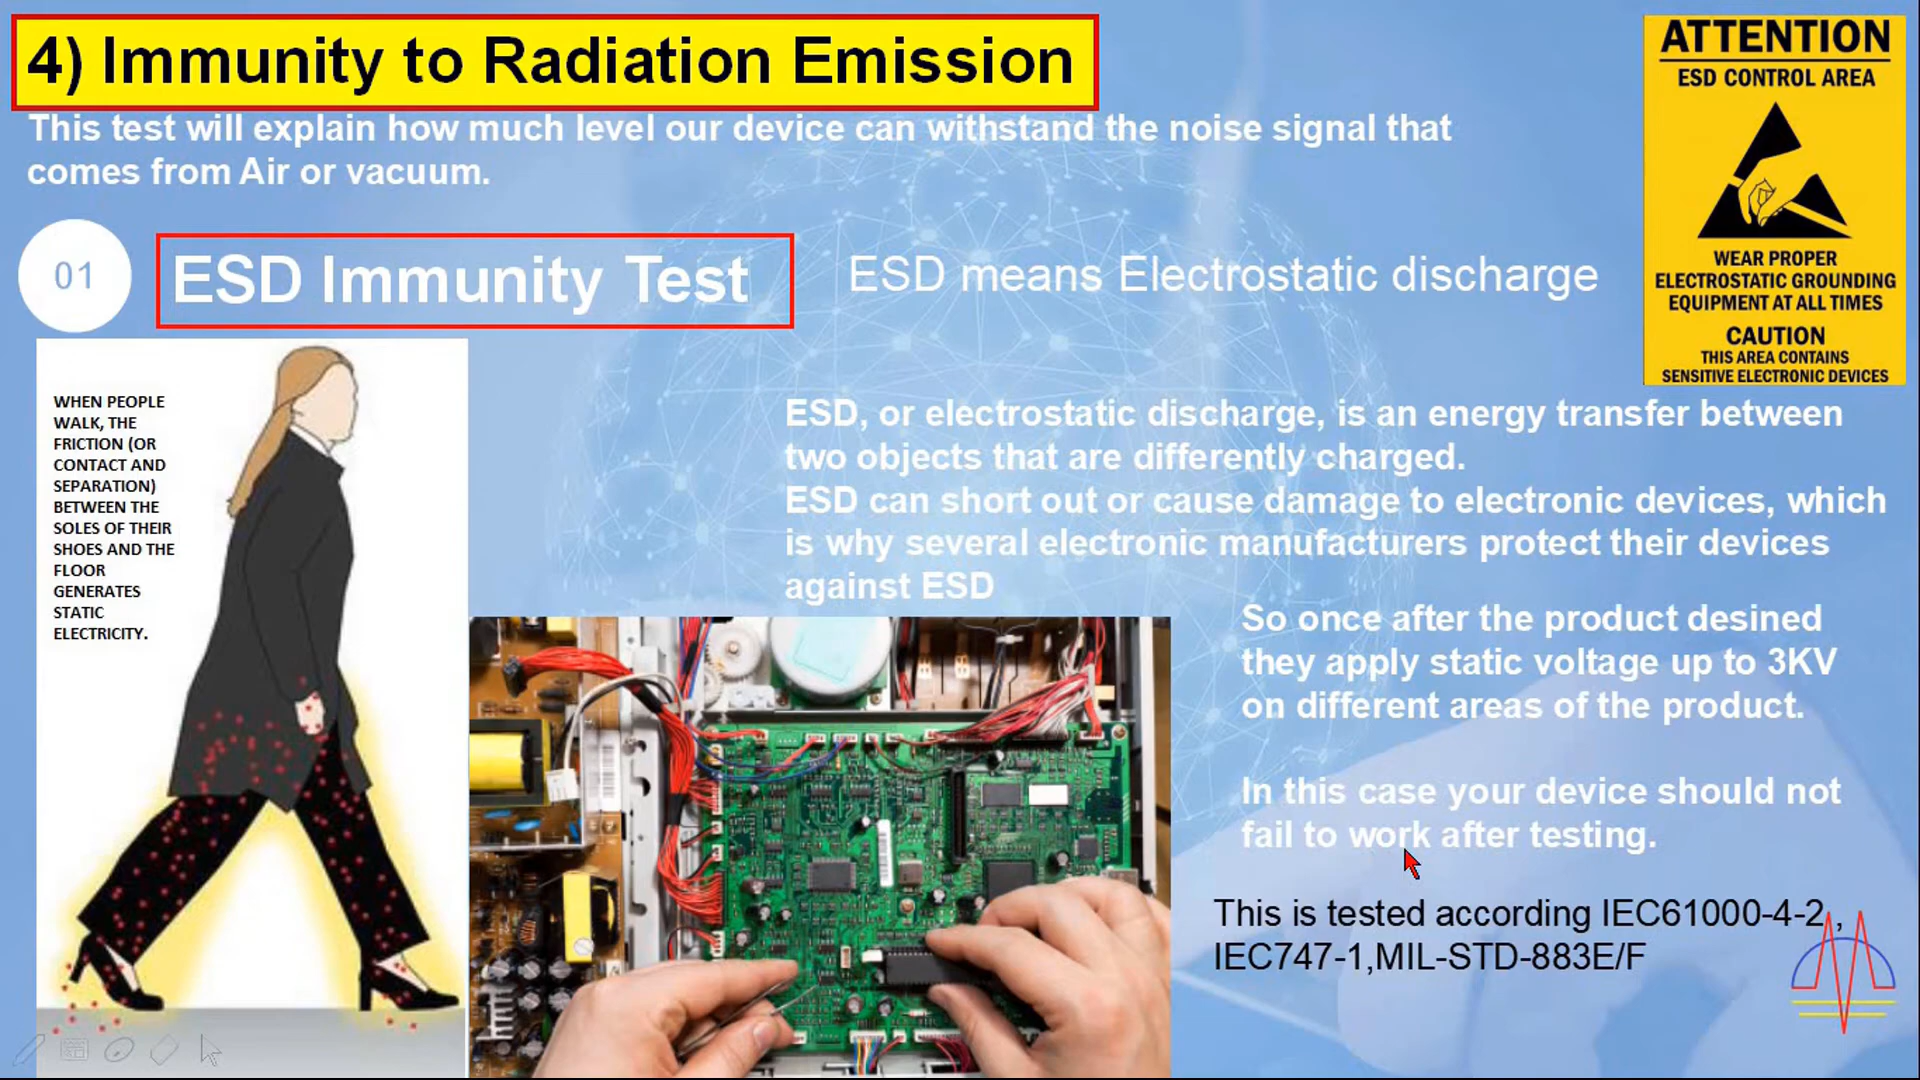 4) Immunity to Radiation Emission
This test will explain how much level our device can withstand the noise signal that
comes from Air or vacuum.
ATTENTION
ESD CONTROL AREA
WEAR PROPER
ELECTROSTATIC GROUNDING
EQUIPMENT AT ALL TIMES
CAUTION
THIS AREA CONTAINS
SENSITIVE ELECTRONIC DEVICES
01
ESD Immunity Test
ESD means Electrostatic discharge
WHEN PEOPLE
WALK, THE
FRICTION (OR
CONTACT AND
SEPARATION)
BETWEEN THE
SOLES OF THEIR
SHOES AND THE
FLOOR
GENERATES
STATIC
ELECTRICITY.
ESD, or electrostatic discharge, is an energy transfer between
two objects that are differently charged.
ESD can short out or cause damage to electronic devices, which
is why several electronic manufacturers protect their devices
against ESD
So once after the product desined
they apply static voltage up to 3KV
on different areas of the product.
In this case your device should not
fail to work after testing.
This is tested according IEC61000-4-2 ,
IEC747-1,MIL-STD-883E/F